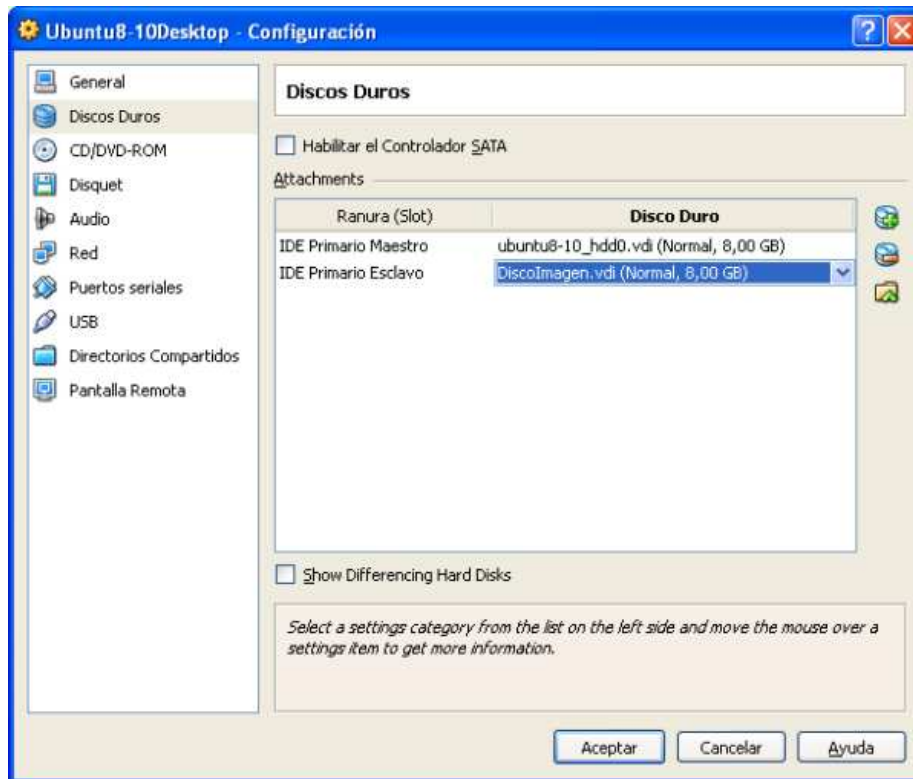 Ubuntu8-10Desktop - Configuración
General
Discos Duros
CD/DVD-ROM
Disquet
Audio
Red
Puertos seriales
USB
Directorios Compartidos
Pantalla Remota
Discos Duros
Habilitar el Controlador SATA
Attachments
Ranura (Slot) Disco Duro
IDE Primario Maestro ubuntu8-10_hdd0.vdi (Normal, 8,00 GB)
IDE Primario Esclavo DiscoImagen.vdi (Normal, 8,00 GB)
Show Differencing Hard Disks
Select a settings category from the list on the left side and move the mouse over a
settings item to get more information.
Aceptar Cancelar Ayuda